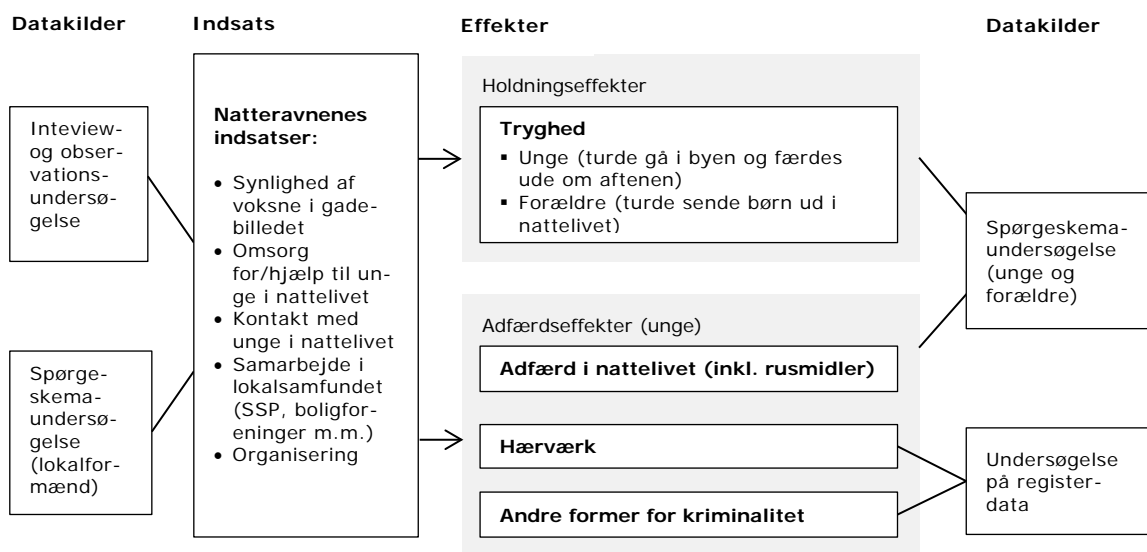 Datakilder
Indsats
Effekter
Datakilder
Inteview-
og obser-
vations-
undersø-
gelse
Spørge-
skema-
undersø-
gelse
(lokalfor-
mænd)
Natteravnenes
indsatser:
• Synlighed af
voksne i gade-
billedet
• Omsorg
for/hjælp til un-
ge i nattelivet
• Kontakt med
unge i nattelivet
• Samarbejde i
lokalsamfundet
(SSP, boligfor-
eninger m.m.)
• Organisering
Holdningseffekter
Tryghed
▪ Unge (turde gå i byen og færdes
ude om aftenen)
▪ Forældre (turde sende børn ud i
nattelivet)
Adfærdseffekter (unge)
Adfærd i nattelivet (inkl. rusmidler)
Hærværk
Andre former for kriminalitet
Spørgeskema-
undersøgelse
(unge og
forældre)
Undersøgelse
på register-
data